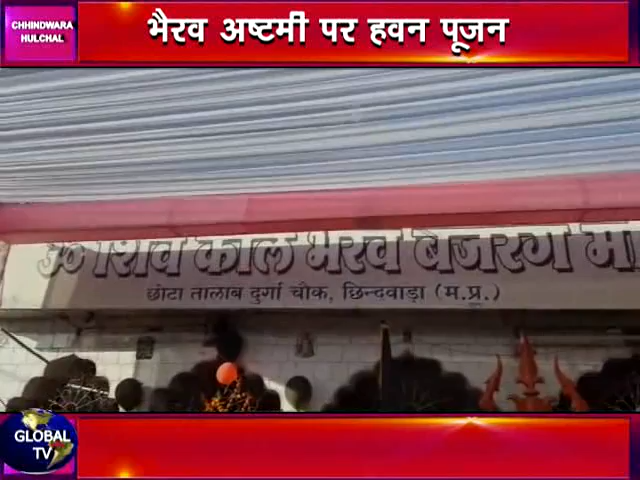 CHHINDWARA
HULCHAL
भैरव अष्टमी पर हवन पूजन
ॐ शिव काल भैरव बजरंग
छोटा तालाब दुर्गा चौक, छिन्दवाड़ा (म.प्र.)
GLOBAL
TV